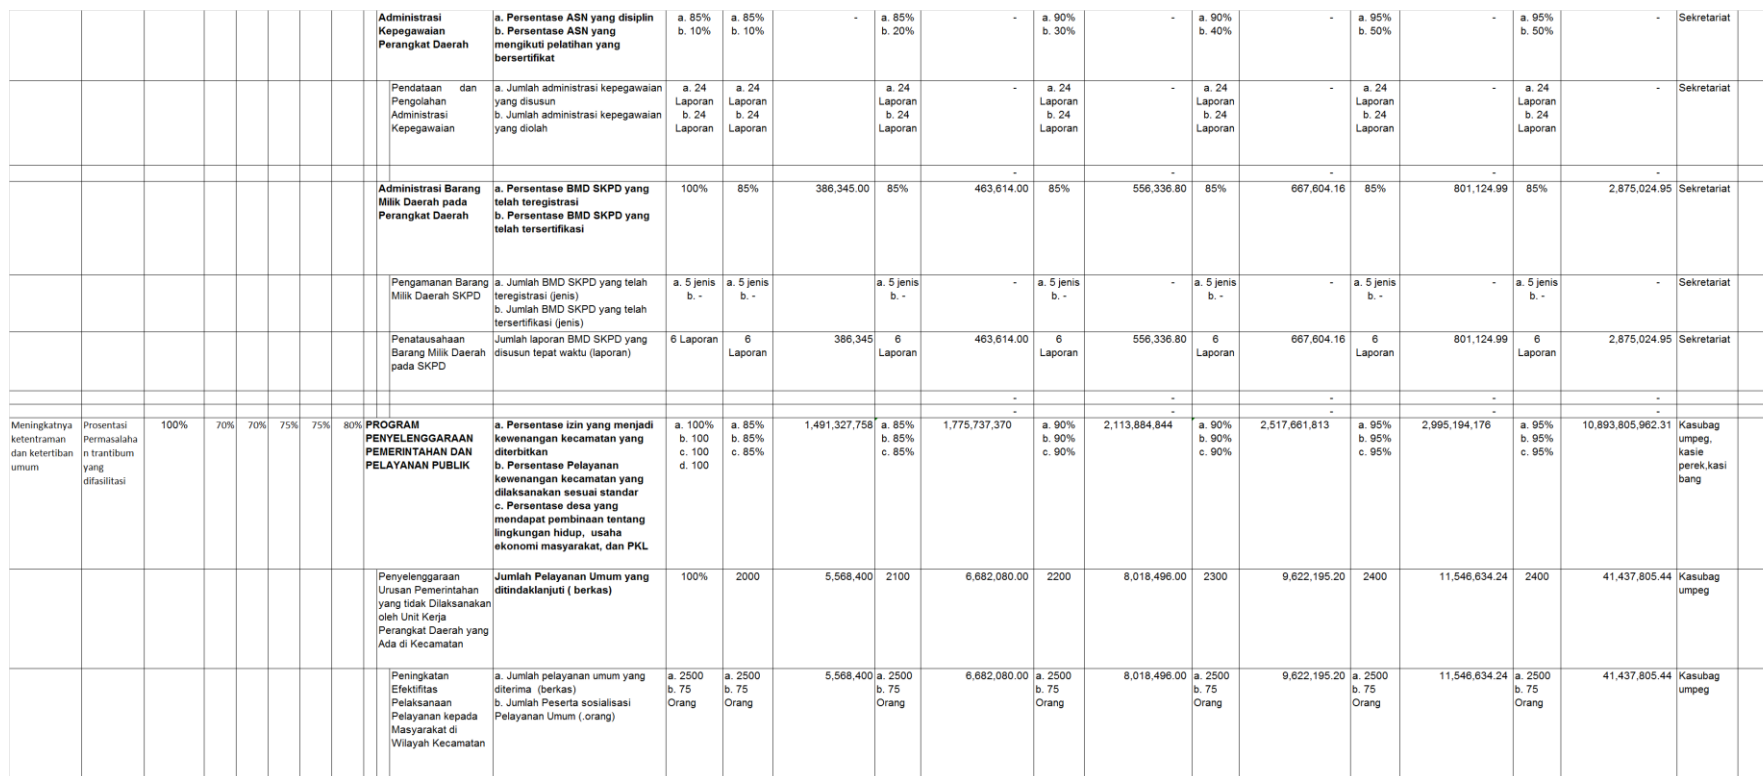 Administrasi Kepegawaian Perangkat Daerah a. Persentase ASN yang disiplin b. Persentase ASN yang mengikuti pelatihan yang bersertifikat a. 85% b. 10% a. 85% b. 10% - a. 85% b. 20% - a. 90% b. 30% - a. 90% b. 40% - a. 95% b. 50% - a. 95% b. 50% - Sekretariat
Pendataan dan Pengolahan Administrasi Kepegawaian a. Jumlah administrasi kepegawaian yang disusun b. Jumlah administrasi kepegawaian yang diolah a. 24 Laporan b. 24 Laporan a. 24 Laporan b. 24 Laporan a. 24 Laporan b. 24 Laporan - a. 24 Laporan b. 24 Laporan - a. 24 Laporan b. 24 Laporan - a. 24 Laporan b. 24 Laporan - a. 24 Laporan b. 24 Laporan - Sekretariat
- - - - -
Administrasi Barang Milik Daerah pada Perangkat Daerah a. Persentase BMD SKPD yang telah teregistrasi b. Persentase BMD SKPD yang telah tersertifikasi 100% 85% 386,345.00 85% 463,614.00 85% 556,336.80 85% 667,604.16 85% 801,124.99 85% 2,875,024.95 Sekretariat
Pengamanan Barang Milik Daerah SKPD a. Jumlah BMD SKPD yang telah teregistrasi (jenis) b. Jumlah BMD SKPD yang telah tersertifikasi (jenis) a. 5 jenis b. - a. 5 jenis b. - a. 5 jenis b. - - a. 5 jenis b. - - a. 5 jenis b. - - a. 5 jenis b. - - a. 5 jenis b. - - Sekretariat
Penatausahaan Barang Milik Daerah pada SKPD Jumlah laporan BMD SKPD yang disusun tepat waktu (laporan) 6 Laporan 6 Laporan 386,345 6 Laporan 463,614.00 6 Laporan 556,336.80 6 Laporan 667,604.16 6 Laporan 801,124.99 6 Laporan 2,875,024.95 Sekretariat
- - - - -
- - - - -
Meningkatnya ketentraman dan ketertiban umum Prosentasi Permasalaha n trantibum yang difasilitasi 100% 70% 70% 75% 75% 80% PROGRAM PENYELENGGARAAN PEMERINTAHAN DAN PELAYANAN PUBLIK a. Persentase izin yang menjadi kewenangan kecamatan yang diterbitkan b. Persentase Pelayanan kewenangan kecamatan yang dilaksanakan sesuai standar c. Persentase desa yang mendapat pembinaan tentang lingkungan hidup, usaha ekonomi masyarakat, dan PKL a. 100% b. 100 c. 100 d. 100 a. 85% b. 85% c. 85% 1,491,327,758 a. 85% b. 85% c. 85% 1,775,737,370 a. 90% b. 90% c. 90% 2,113,884,844 a. 90% b. 90% c. 90% 2,517,661,813 a. 95% b. 95% c. 95% 2,995,194,176 a. 95% b. 95% c. 95% 10,893,805,962.31 Kasubag umpeg, kasie perek,kasi bang
Penyelenggaraan Urusan Pemerintahan yang tidak Dilaksanakan oleh Unit Kerja Perangkat Daerah yang Ada di Kecamatan Jumlah Pelayanan Umum yang ditindaklanjuti ( berkas) 100% 2000 5,568,400 2100 6,682,080.00 2200 8,018,496.00 2300 9,622,195.20 2400 11,546,634.24 2400 41,437,805.44 Kasubag umpeg
Peningkatan Efektifitas Pelaksanaan Pelayanan kepada Masyarakat di Wilayah Kecamatan a. Jumlah pelayanan umum yang diterima (berkas) b. Jumlah Peserta sosialisasi Pelayanan Umum (.orang) a. 2500 b. 75 Orang a. 2500 b. 75 Orang 5,568,400 a. 2500 b. 75 Orang 6,682,080.00 a. 2500 b. 75 Orang 8,018,496.00 a. 2500 b. 75 Orang 9,622,195.20 a. 2500 b. 75 Orang 11,546,634.24 a. 2500 b. 75 Orang 41,437,805.44 Kasubag umpeg